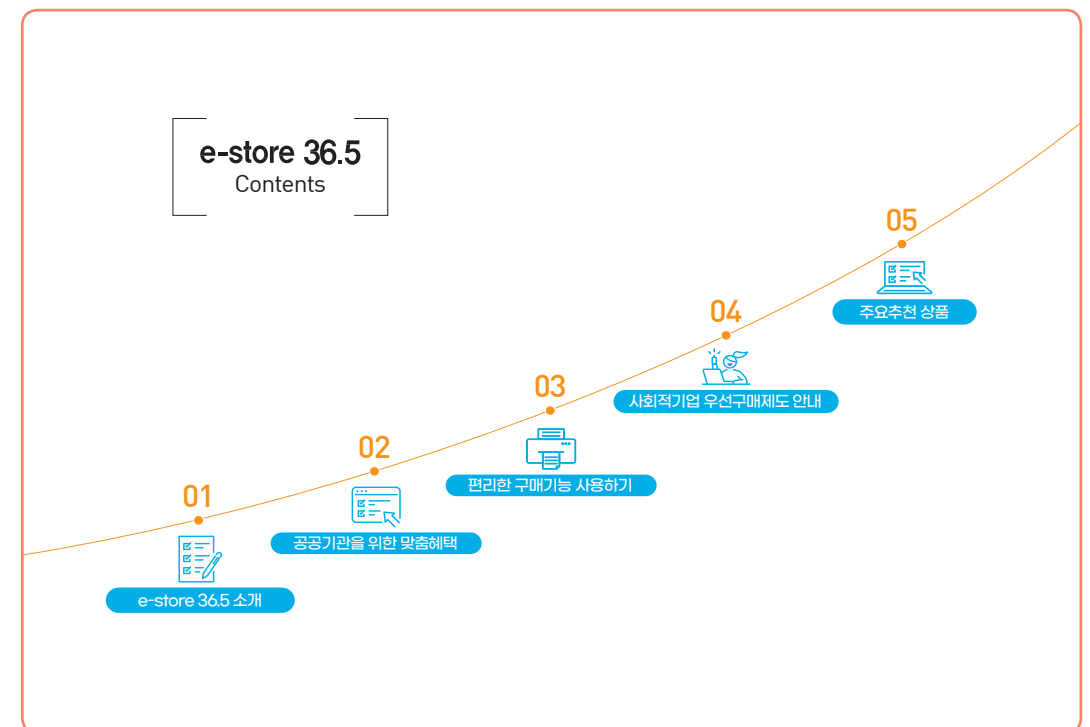 e-store 36.5
Contents
01
e-store 36.5 소개
02
공공기관을 위한 맞춤혜택
03
편리한 구매기능 사용하기
04
사회적기업 우선구매제도 안내
05
주요추천 상품